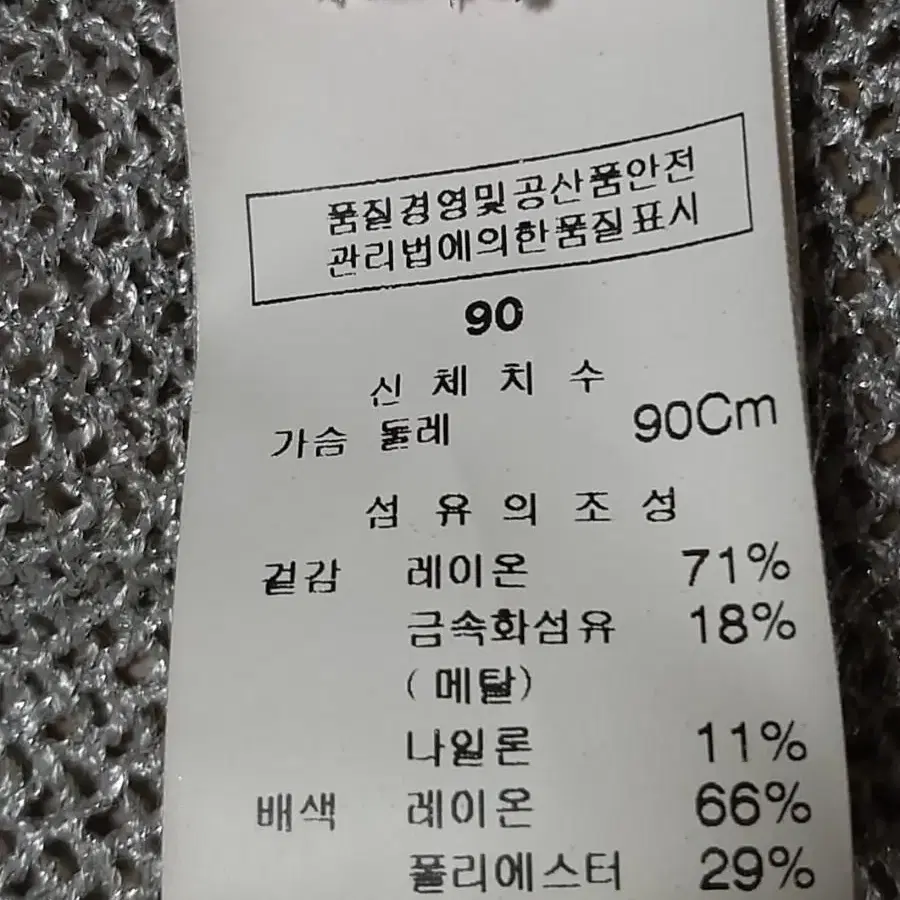 품질경영및공산품안전
관리법에의한품질표시
90
신 체 치 수
가슴 둘레 90Cm
섬 유 의 조 성
겉감 레이온 71%
금속화섬유 18%
(메탈)
나일론 11%
배색 레이온 66%
폴리에스터 29%